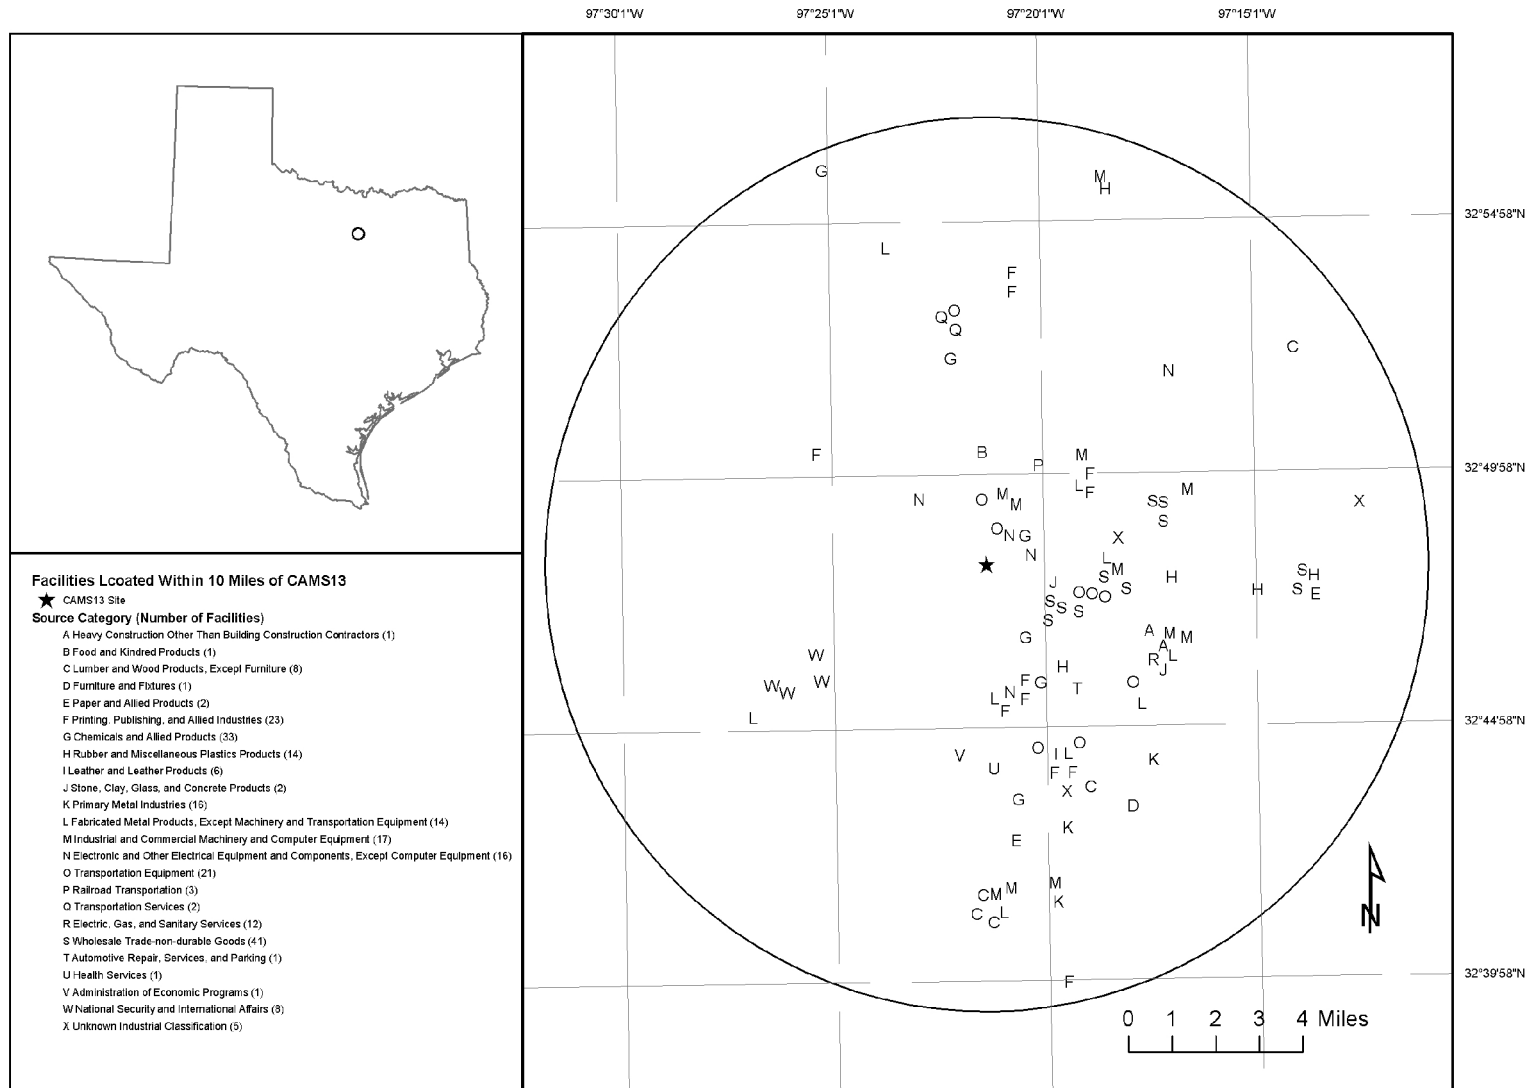 97°30'1"W 97°25'1"W 97°20'1"W 97°15'1"W
G
M
H
32°54'58"N
L
F
F
O
Q
Q
C
G
N
B
M
F
P
F
32°49'58"N
L F
M
M
N O M
SS X
S
O N G
X
N
L
M
S H
S H
J
S
S H S E
O O O
S S
S
S
G
A M M
A
W
R L
H
J
W
F G
O
W W
N T
L F
L
F
L
32°44'58"N
O O
V I L K
U
F F
C
X
G D
K
E
M
M
C M
K
C L
C
32°39'58"N
F
Facilities Lcoated Within 10 Miles of CAMS13
CAMS13 Site
Source Category (Number of Facilities)
A Heavy Construction Other Than Building Construction Contractors (1)
B Food and Kindred Products (1)
C Lumber and Wood Products, Except Furniture (8)
D Furniture and Fixtures (1)
E Paper and Allied Products (2)
F Printing, Publishing, and Allied Industries (23)
G Chemicals and Allied Products (33)
H Rubber and Miscellaneous Plastics Products (14)
I Leather and Leather Products (6)
J Stone, Clay, Glass, and Concrete Products (2)
K Primary Metal Industries (16)
L Fabricated Metal Products, Except Machinery and Transportation Equipment (14)
M Industrial and Commercial Machinery and Computer Equipment (17)
N Electronic and Other Electrical Equipment and Components, Except Computer Equipment (16)
O Transportation Equipment (21)
P Railroad Transportation (3)
Q Transportation Services (2)
R Electric, Gas, and Sanitary Services (12)
S Wholesale Trade-non-durable Goods (41)
T Automotive Repair, Services, and Parking (1)
U Health Services (1)
V Administration of Economic Programs (1)
W National Security and International Affairs (8)
X Unknown Industrial Classification (5)
N
0 1 2 3 4 Miles